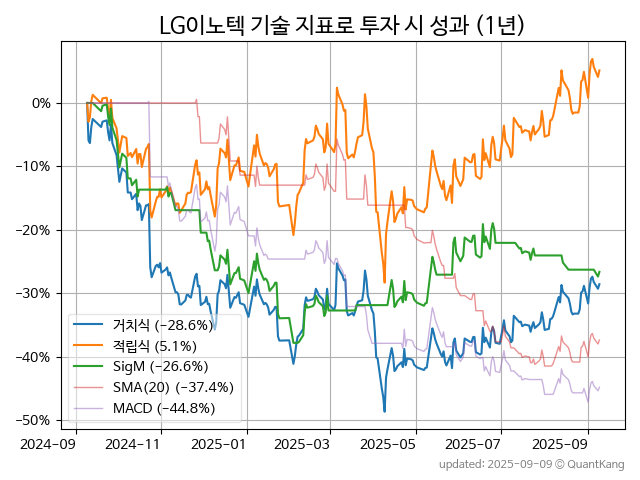 LG이노텍 기술 지표로 투자 시 성과 (1년)
0%
−10%
−20%
−30%
−40%
−50%
거치식 (−28.6%)
적립식 (5.1%)
SigM (−26.6%)
SMA(20) (−37.4%)
MACD (−44.8%)
2024-09
2024-11
2025-01
2025-03
2025-05
2025-07
2025-09
updated: 2025-09-09 © QuantKang